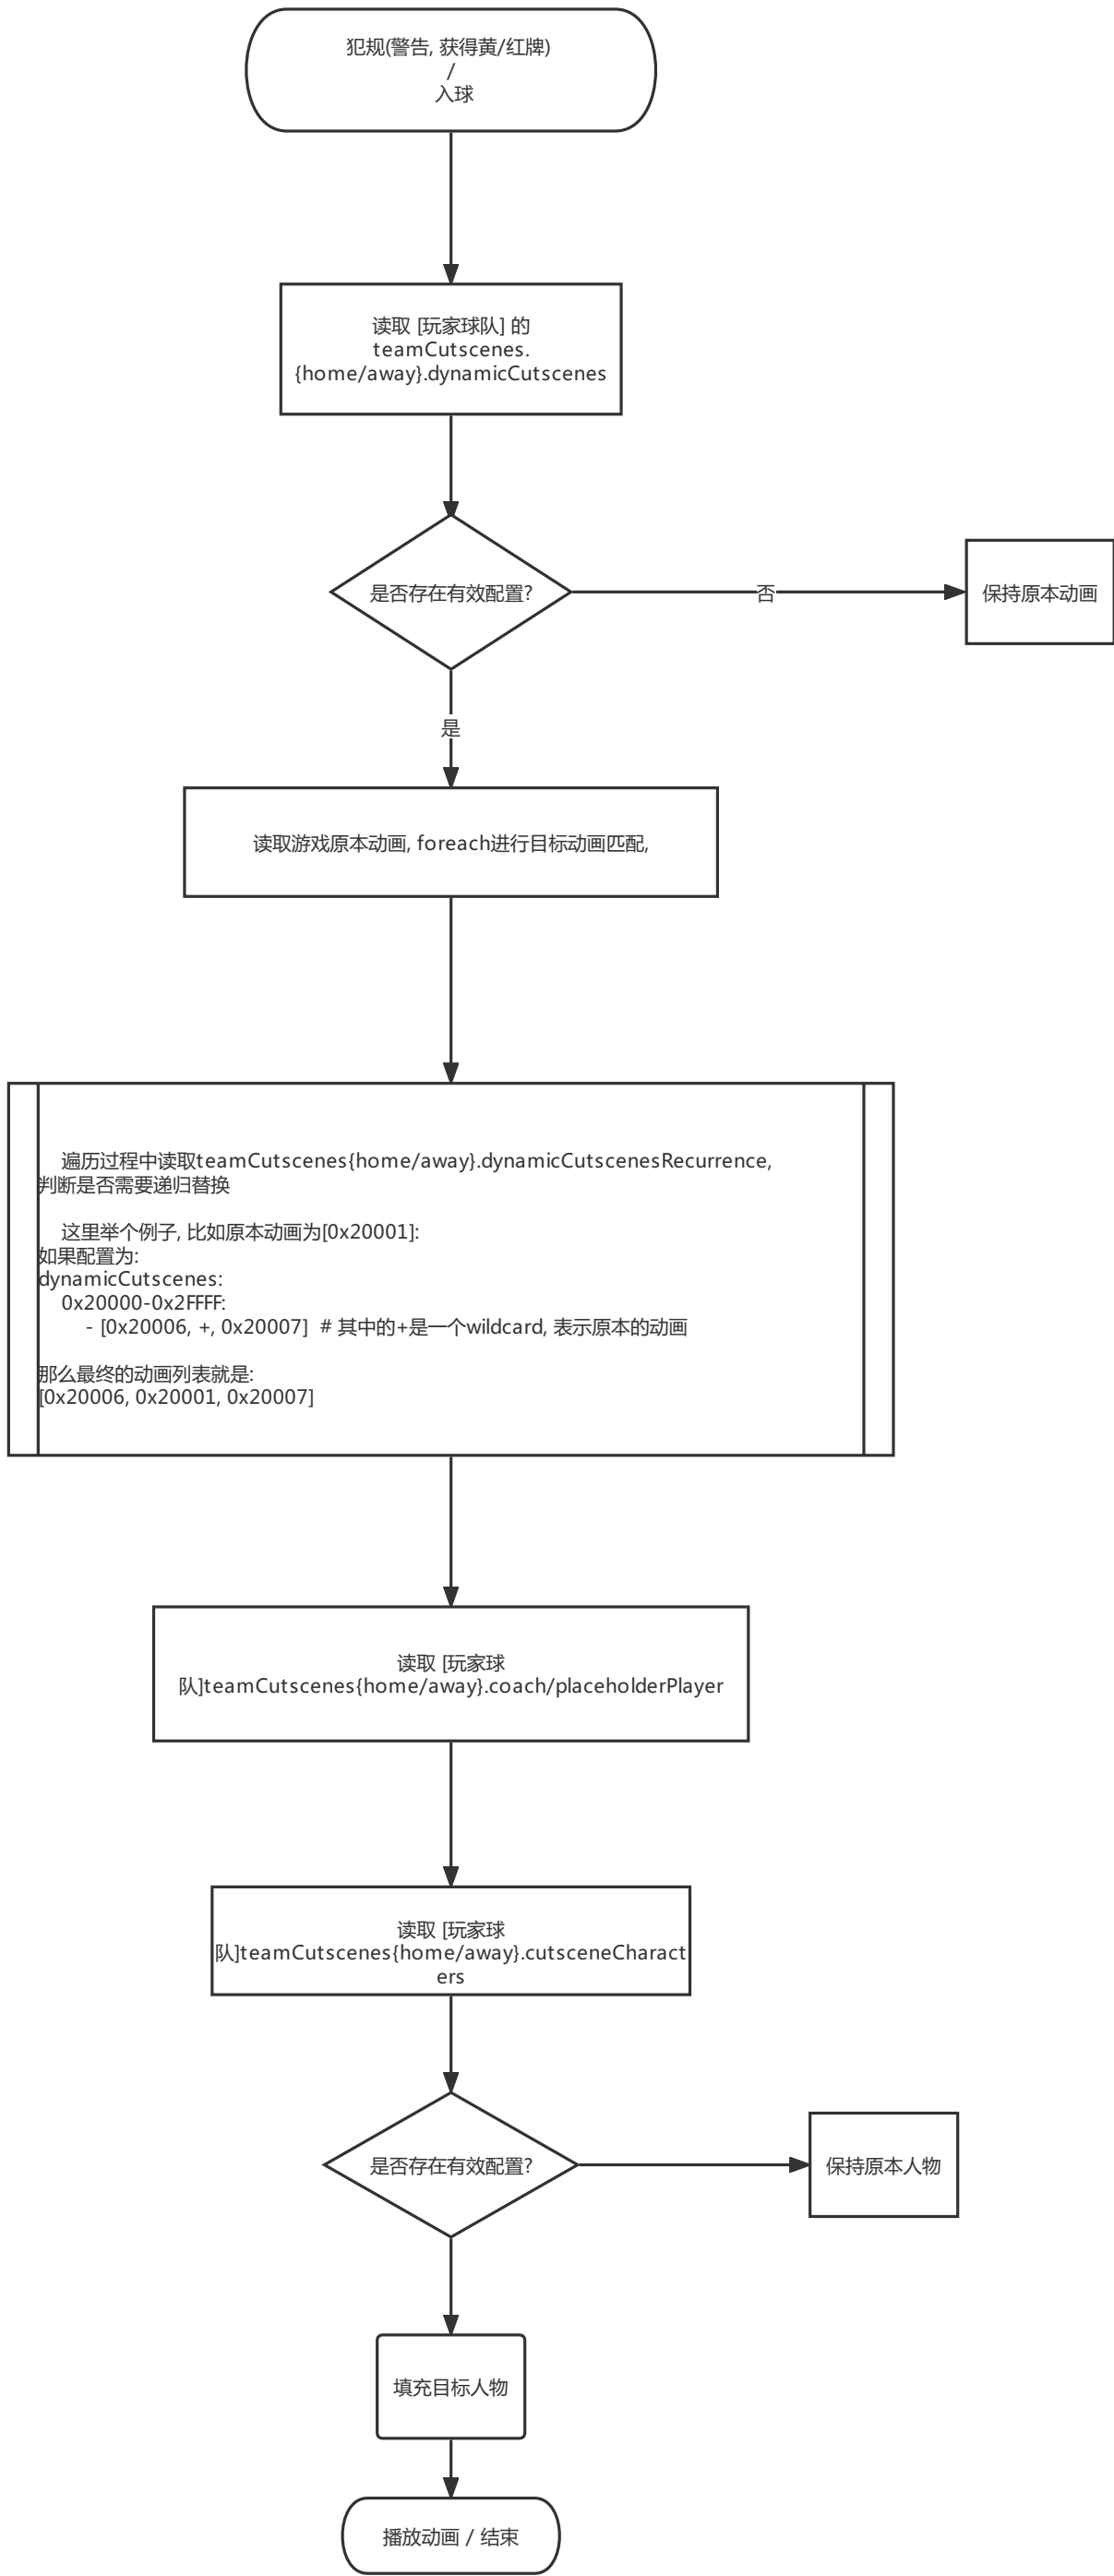 犯规(警告, 获得黄/红牌)
/
入球
读取 [玩家球队] 的
teamCutscenes.
{home/away}.dynamicCutscenes
是否存在有效配置?
否
保持原本动画
是
读取游戏原本动画, foreach进行目标动画匹配,
遍历过程中读取teamCutscenes{home/away}.dynamicCutscenesRecurrence,
判断是否需要递归替换
这里举个例子, 比如原本动画为[0x20001]:
如果配置为:
dynamicCutscenes:
0x20000-0x2FFFF:
- [0x20006, +, 0x20007]  # 其中的+是一个wildcard, 表示原本的动画
那么最终的动画列表就是:
[0x20006, 0x20001, 0x20007]
读取 [玩家球
队]teamCutscenes{home/away}.coach/placeholderPlayer
读取 [玩家球
队]teamCutscenes{home/away}.cutsceneCharact
ers
是否存在有效配置?
保持原本人物
填充目标人物
播放动画 / 结束